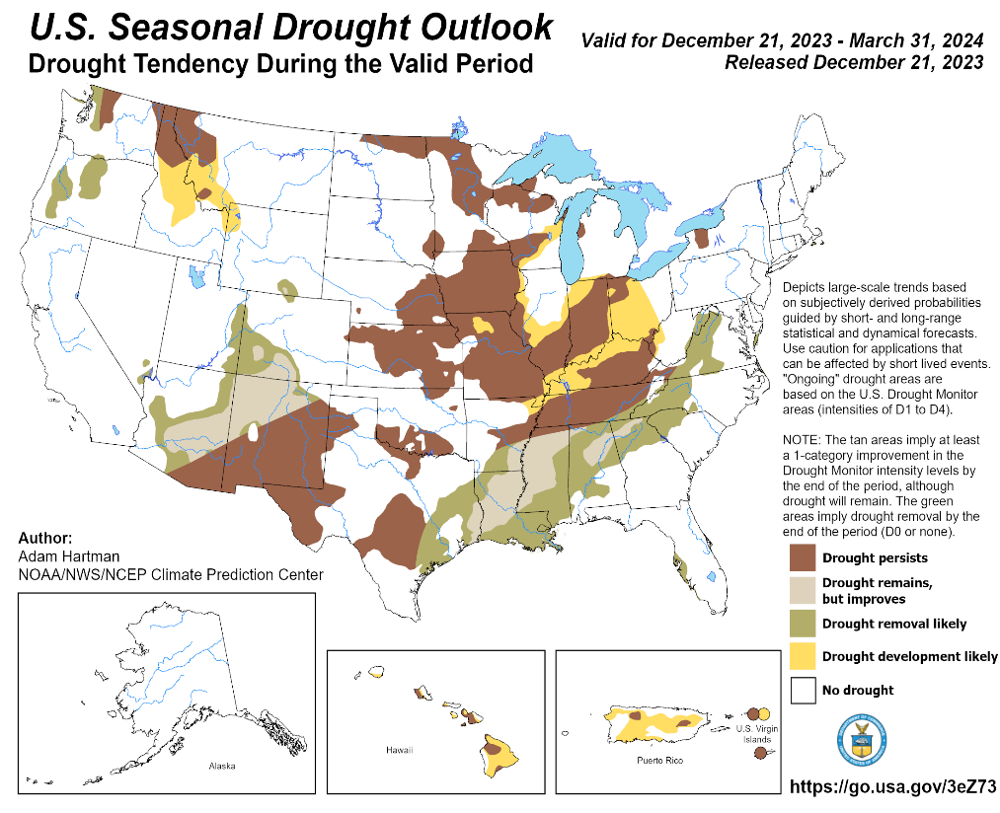 U.S. Seasonal Drought Outlook
Drought Tendency During the Valid Period
Valid for December 21, 2023 - March 31, 2024
Released December 21, 2023
Depicts large-scale trends based
on subjectively derived probabilities
guided by short- and long-range
statistical and dynamical forecasts.
Use caution for applications that
can be affected by short lived events.
"Ongoing" drought areas are
based on the U.S. Drought Monitor
areas (intensities of D1 to D4).
NOTE: The tan areas imply at least
a 1-category improvement in the
Drought Monitor intensity levels by
the end of the period, although
drought will remain. The green
areas imply drought removal by the
end of the period (D0 or none).
Author:
Adam Hartman
NOAA/NWS/NCEP Climate Prediction Center
Drought persists
Drought remains,
but improves
Drought removal likely
Drought development likely
No drought
Alaska
Hawaii
Puerto Rico
U.S. Virgin
Islands
https://go.usa.gov/3eZ73